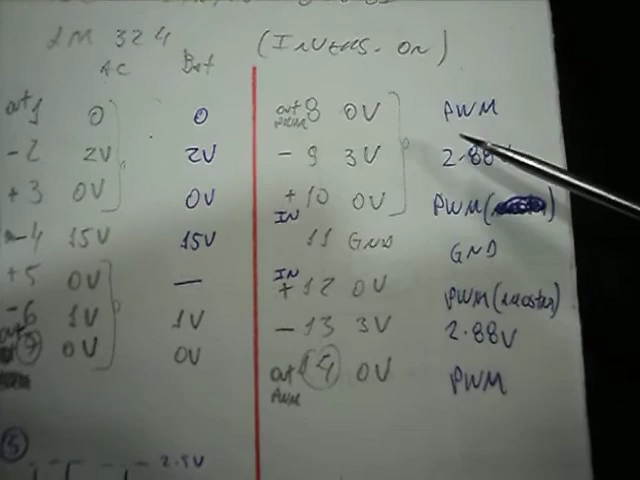 LM 324 (INVERS. ON)
AC Bat
out 1 0 0
- 2 2V 2V
+ 3 0V 0V
4 15V 15V
+ 5 0V —
- 6 1V 1V
out 7 0V 0V
out PWM 8 0V PWM
- 9 3V 2.88V
+ 10 0V PWM(
IN
11 GND GND
IN
+ 12 0V PWM(master)
- 13 3V 2.88V
out 14 0V PWM
PWM
5
2.5V